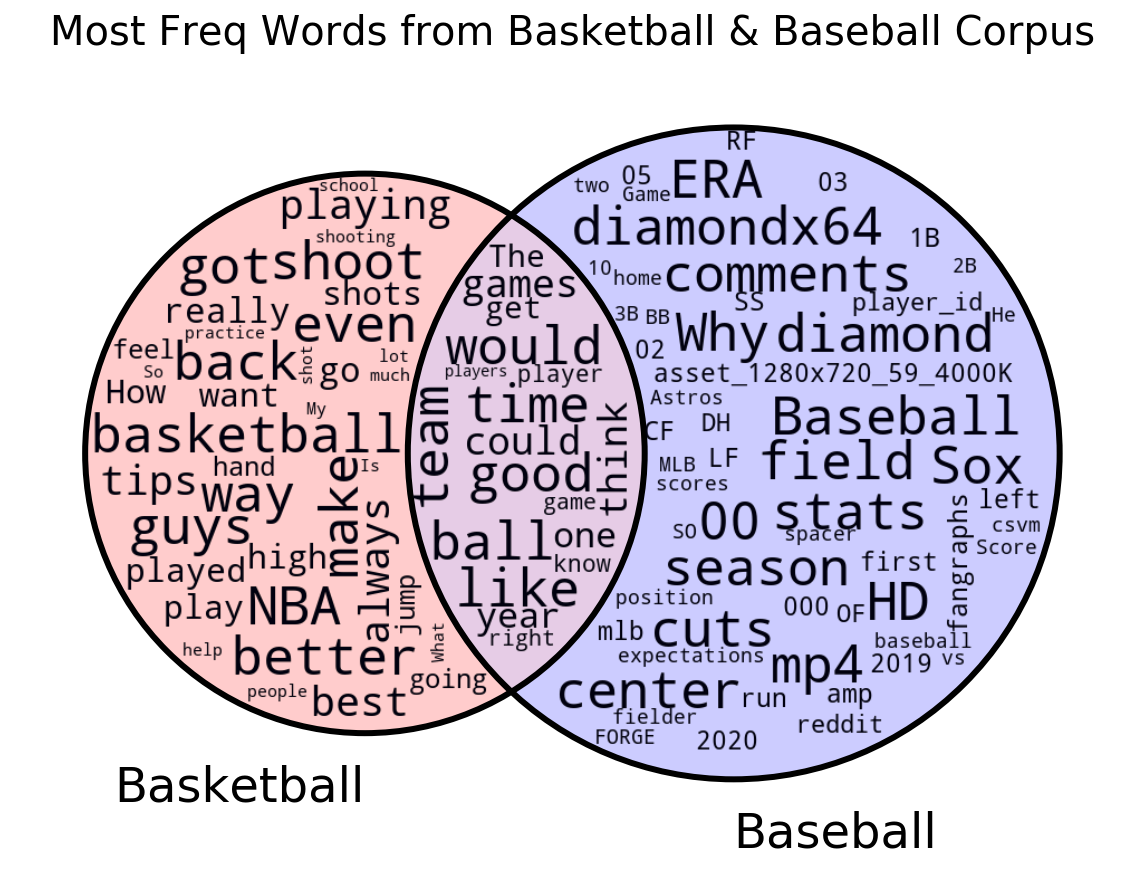 Most Freq Words from Basketball & Baseball Corpus
school
playing
shooting
got
shoot
shots
really
even
practice
feel
back
shot
go
lot
So
much
How
want
My
basketball
hand
Is
tips
way
make
guys
always
high
played
jump
play
NBA
What
help
better
going
people
best
The
games
get
would
players
player
team
time
think
could
good
game
ball
one
know
like
year
right
RF
05
two
Game
ERA
03
diamondx64
1B
10
home
comments
2B
SS
player_id
He
3B
BB
Why
diamond
02
asset_1280x720_59_4000K
Astros
Baseball
CF
DH
MLB
LF
field
Sox
scores
left
SO
00
stats
spacer
fangraphs
csvm
Score
season
first
position
000
OF
HD
mlb
cuts
baseball
expectations
mp4
2019
vs
center
run
amp
fielder
reddit
FORGE
2020
Basketball
Baseball